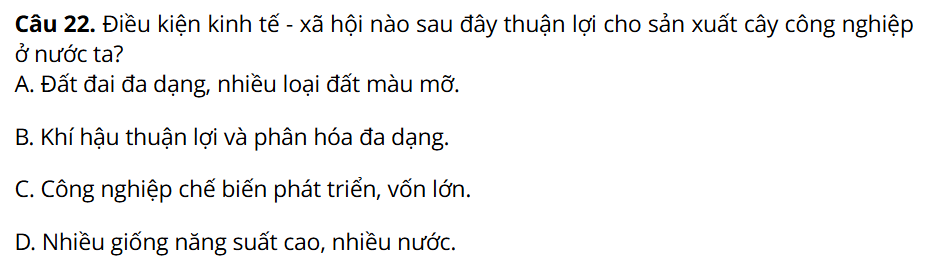 Câu 22. Điều kiện kinh tế - xã hội nào sau đây thuận lợi cho sản xuất cây công nghiệp
ở nước ta?
A. Đất đai đa dạng, nhiều loại đất màu mỡ.
B. Khí hậu thuận lợi và phân hóa đa dạng.
C. Công nghiệp chế biến phát triển, vốn lớn.
D. Nhiều giống năng suất cao, nhiều nước.